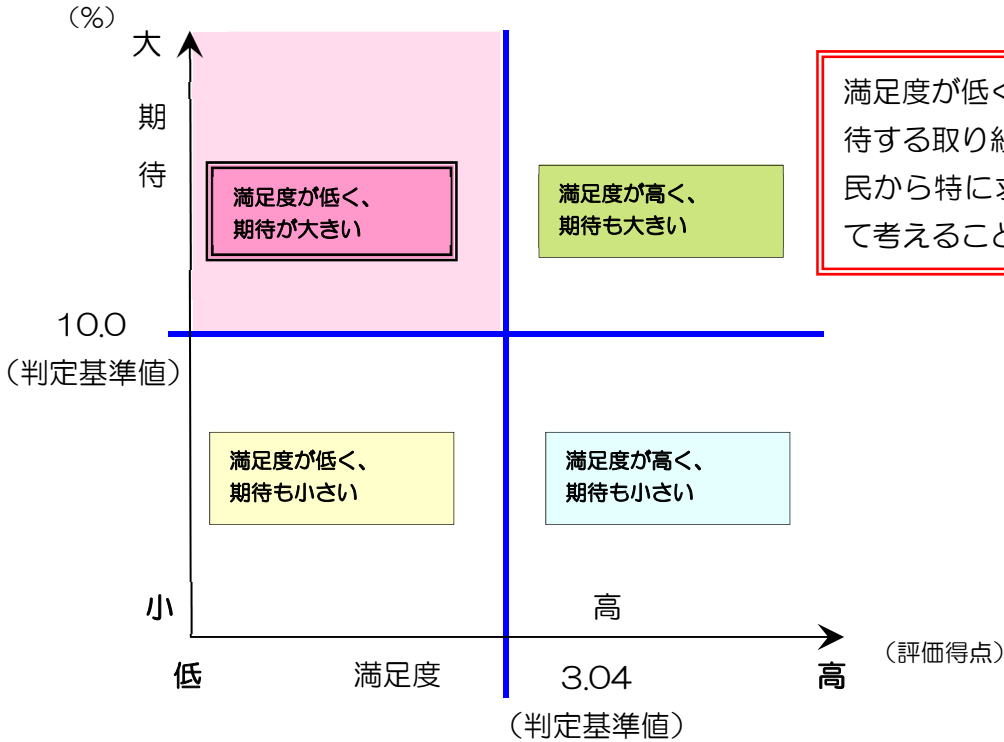 （%）
大
期
待
満足度が低く、
期待が大きい
満足度が高く、
期待も大きい
満足度が低く
待する取り
民から特に
て考えるこ
10.0
（判定基準値）
満足度が低く、
期待も小さい
満足度が高く、
期待も小さい
小
高
低
満足度
3.04
高
（評価得点）
（判定基準値）